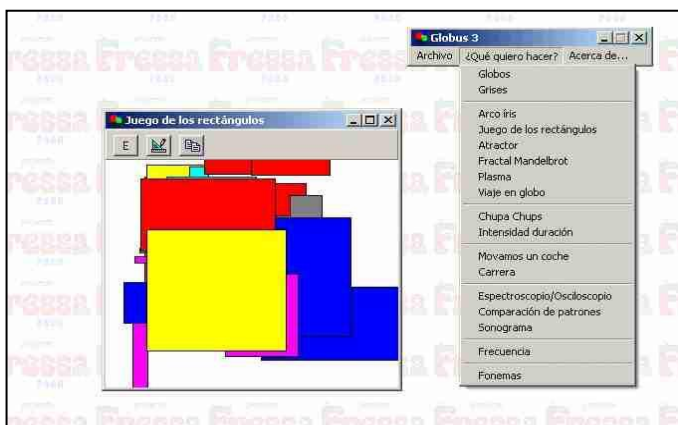 Globus 3
Archivo ¿Qué quiero hacer? Acerca de...
Globos
Grises
Arco iris
Juego de los rectángulos
Atractor
Fractal Mandelbrot
Plasma
Viaje en globo
Chupa Chups
Intensidad duración
Movamos un coche
Carrera
Espectroscopio/Osciloscopio
Comparación de patrones
Sonograma
Frecuencia
Fonemas
Juego de los rectángulos
E
Fressa